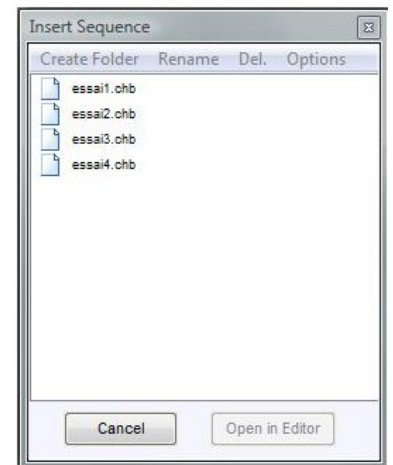 Insert Sequence
Create Folder Rename Del. Options
essai1.chb
essai2.chb
essai3.chb
essai4.chb
Cancel Open in Editor